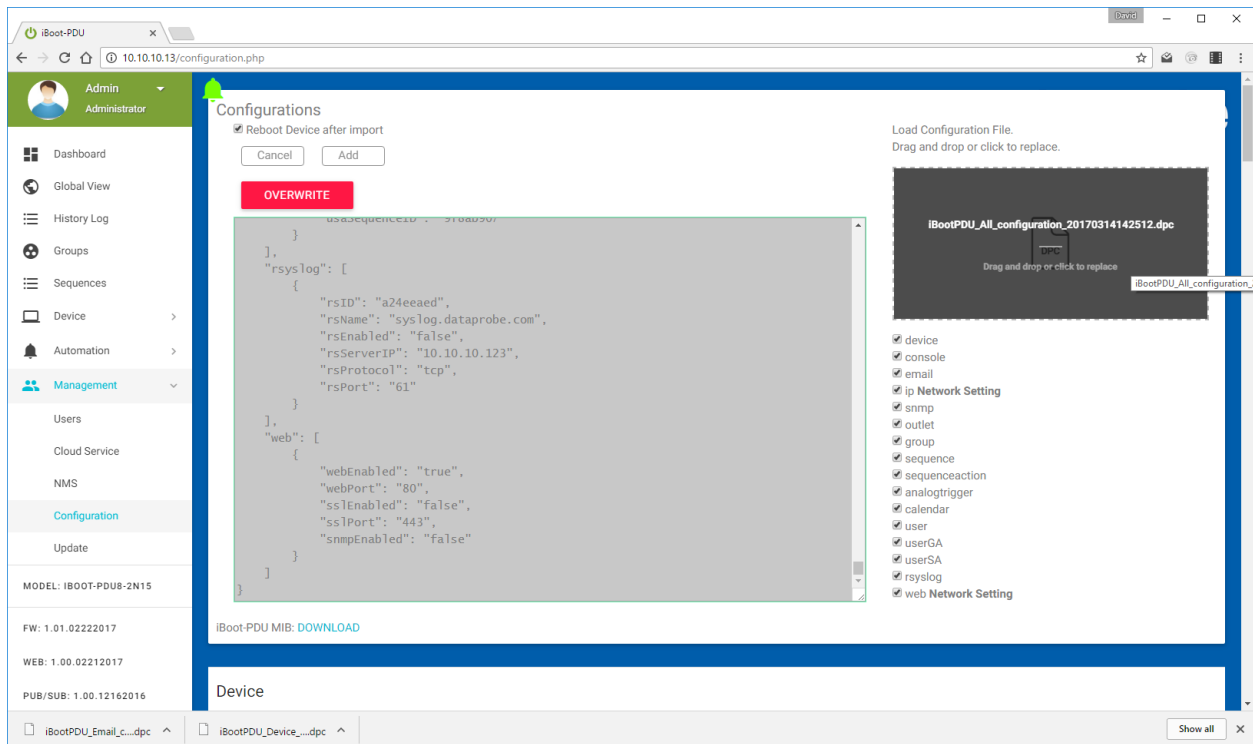 David
iBoot-PDU
10.10.10.13/configuration.php
Admin
Administrator
Dashboard
Global View
History Log
Groups
Sequences
Device
Automation
Management
Users
Cloud Service
NMS
Configuration
Update
MODEL: IBOOT-PDU8-2N15
FW: 1.01.02222017
WEB: 1.00.02212017
PUB/SUB: 1.00.12162016
Configurations
Reboot Device after import
Cancel Add
OVERWRITE
}
],
"rsyslog": [
{
"rsID": "a24eeaed",
"rsName": "syslog.dataprobe.com",
"rsEnabled": "false",
"rsServerIP": "10.10.10.123",
"rsProtocol": "tcp",
"rsPort": "61"
}
],
"web": [
{
"webEnabled": "true",
"webPort": "80",
"sslEnabled": "false",
"sslPort": "443",
"snmpEnabled": "false"
}
]
}
iBoot-PDU MIB: DOWNLOAD
Load Configuration File.
Drag and drop or click to replace.
iBootPDU_All_configuration_20170314142512.dpc
DPC
Drag and drop or click to replace
iBootPDU_All_configuration_
device
console
email
ip Network Setting
snmp
outlet
group
sequence
sequenceaction
analogtrigger
calendar
user
userGA
userSA
rsyslog
web Network Setting
Device
iBootPDU_Email_c....dpc
iBootPDU_Device_....dpc
Show all